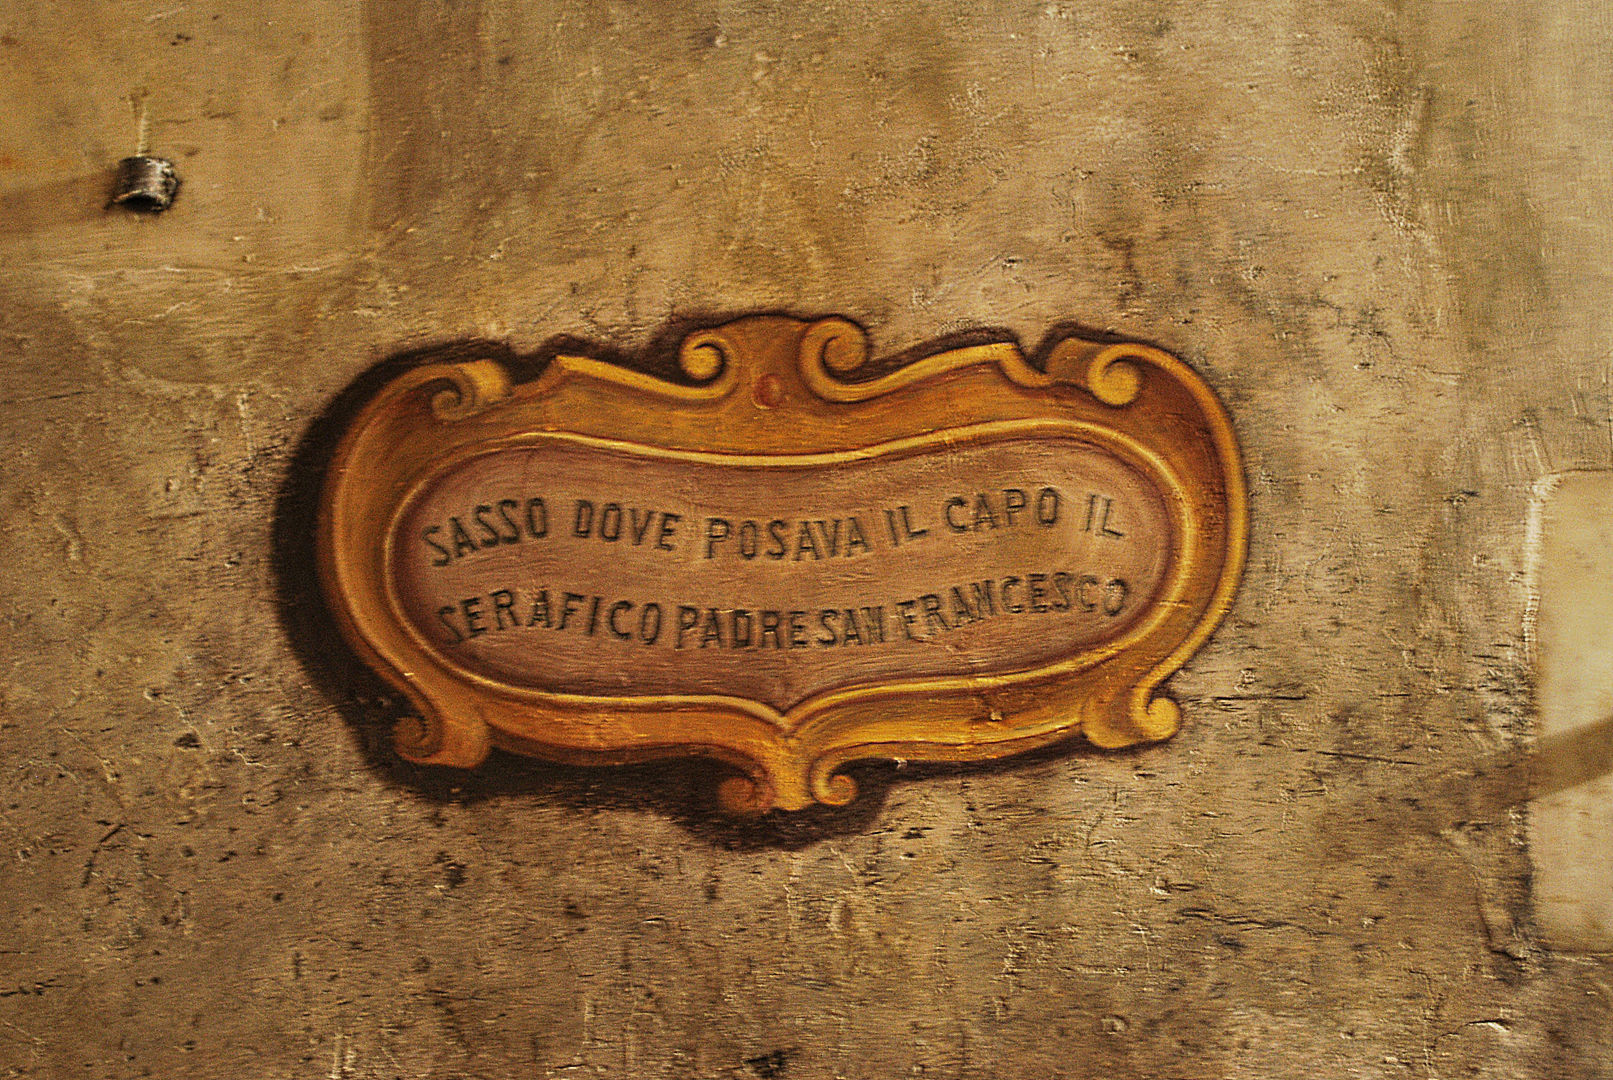 SASSO DOVE POSAVA IL CAPO IL
SERAFICO PADRE SAN FRANCESCO